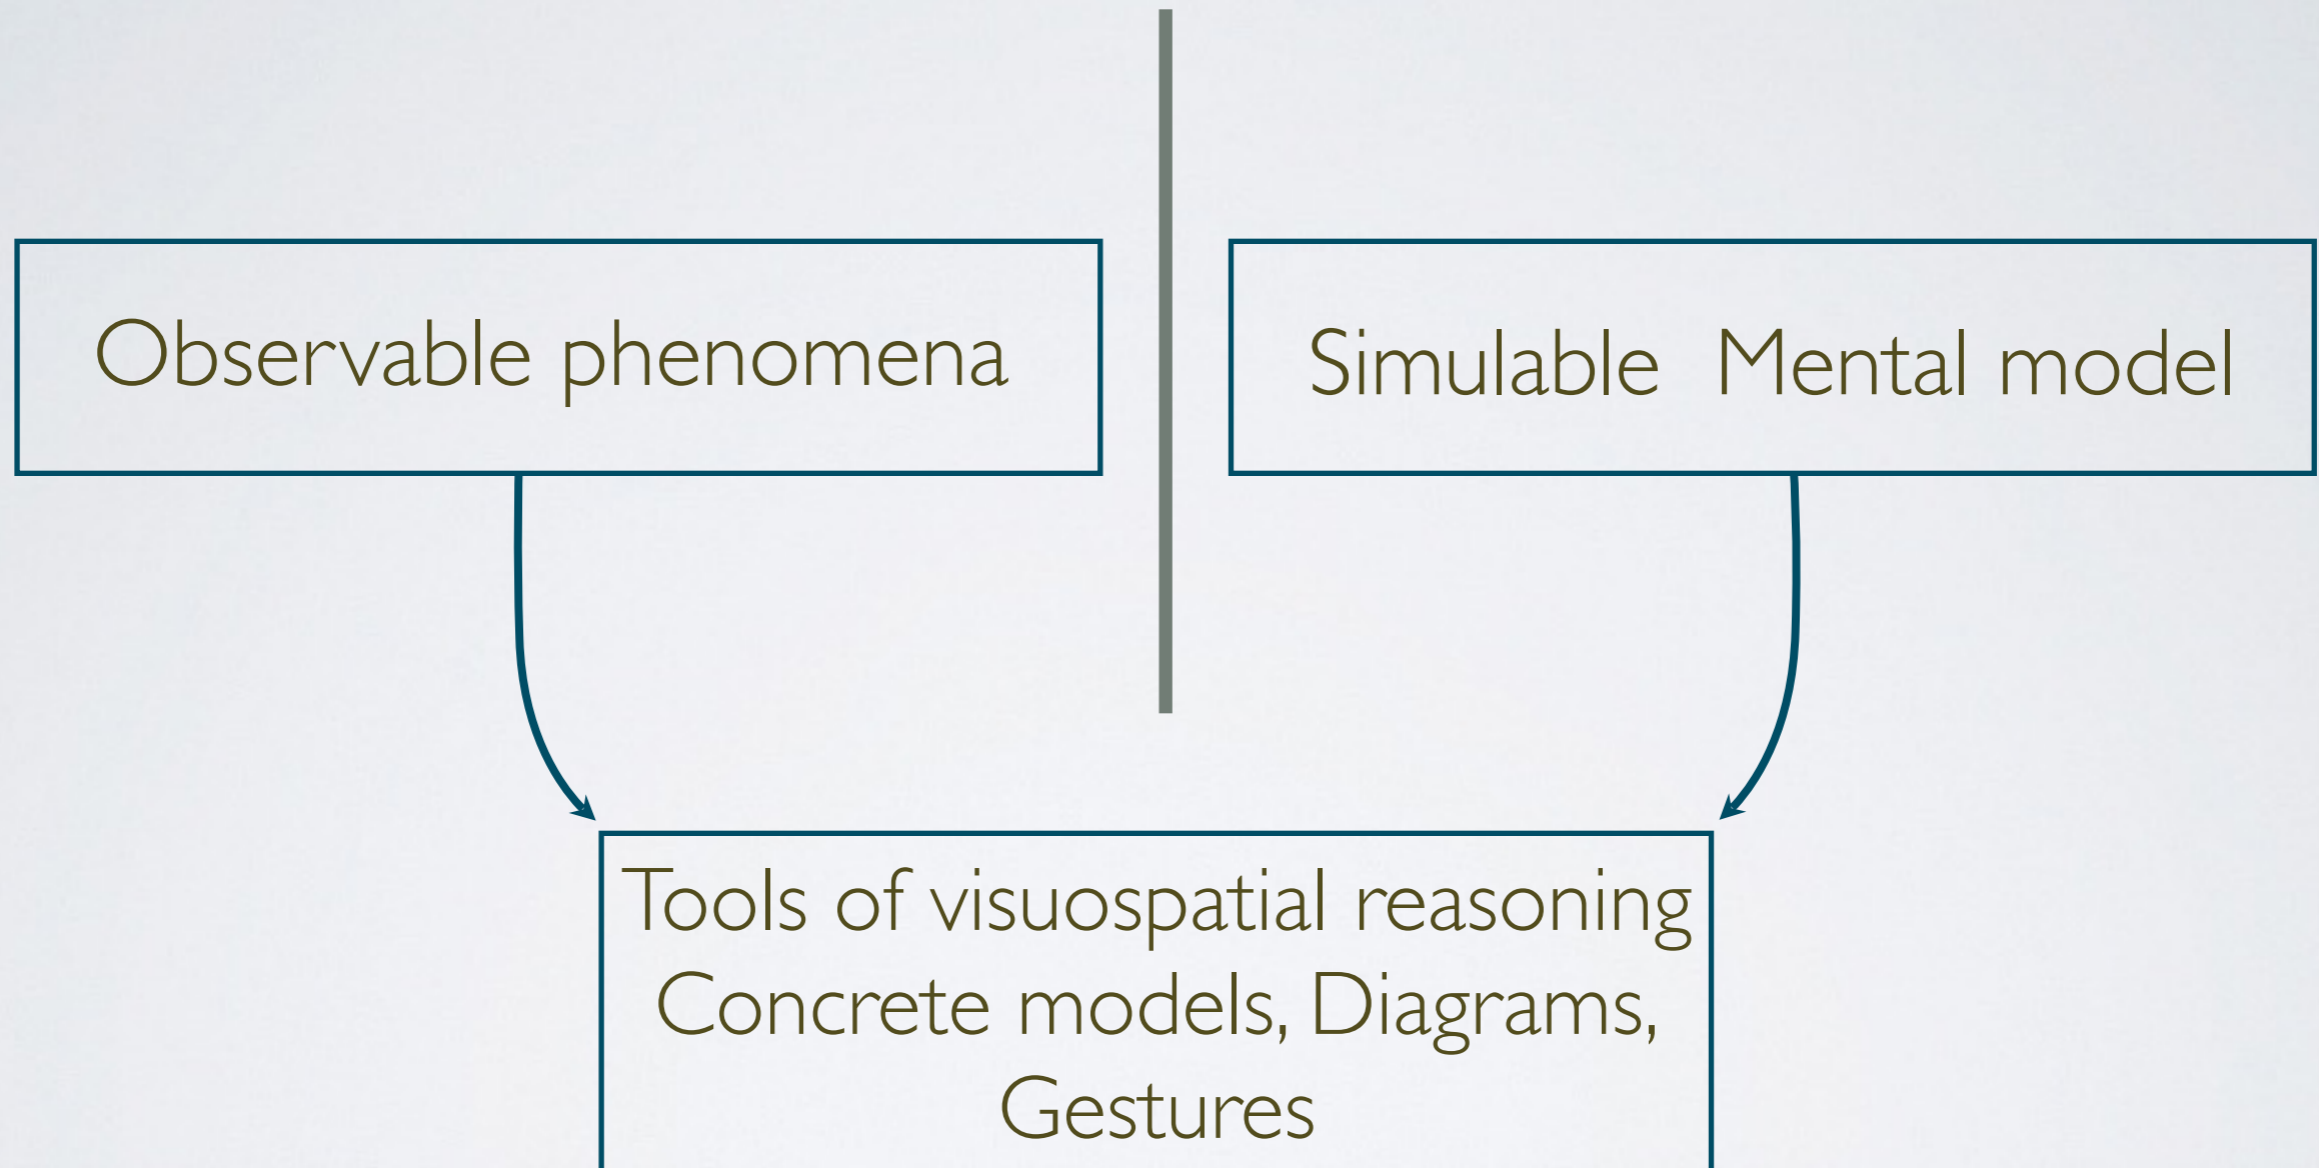 Observable phenomena
Simulable  Mental model
Tools of visuospatial reasoning
Concrete models, Diagrams,
Gestures